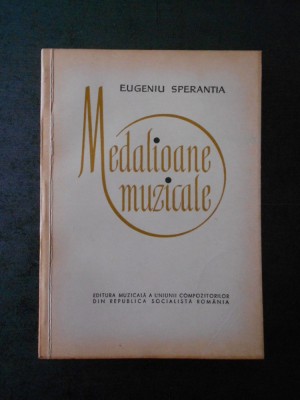 EUGENIU SPERANTIA
Medalioane
muzicale
EDITURA MUZICALĂ A UNIUNII COMPOZITORILOR
DIN REPUBLICA SOCIALISTĂ ROMÂNIA